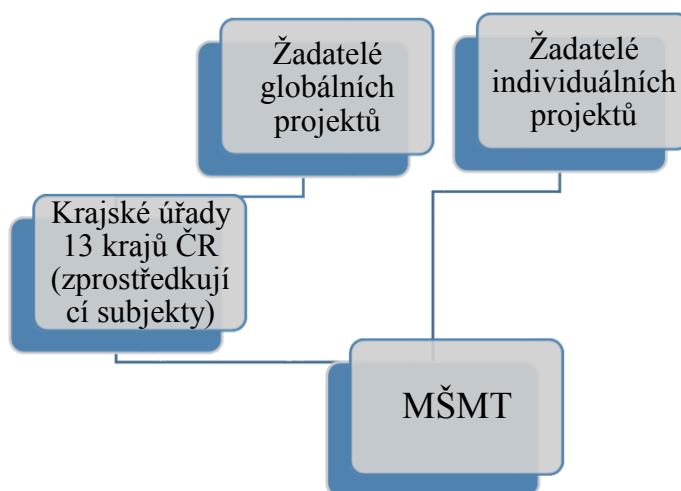 Žadatelé
globálních
projektů
Žadatelé
individuálních
projektů
Krajské úřady
13 krajů ČR
(zprostředkují
cí subjekty)
MŠMT